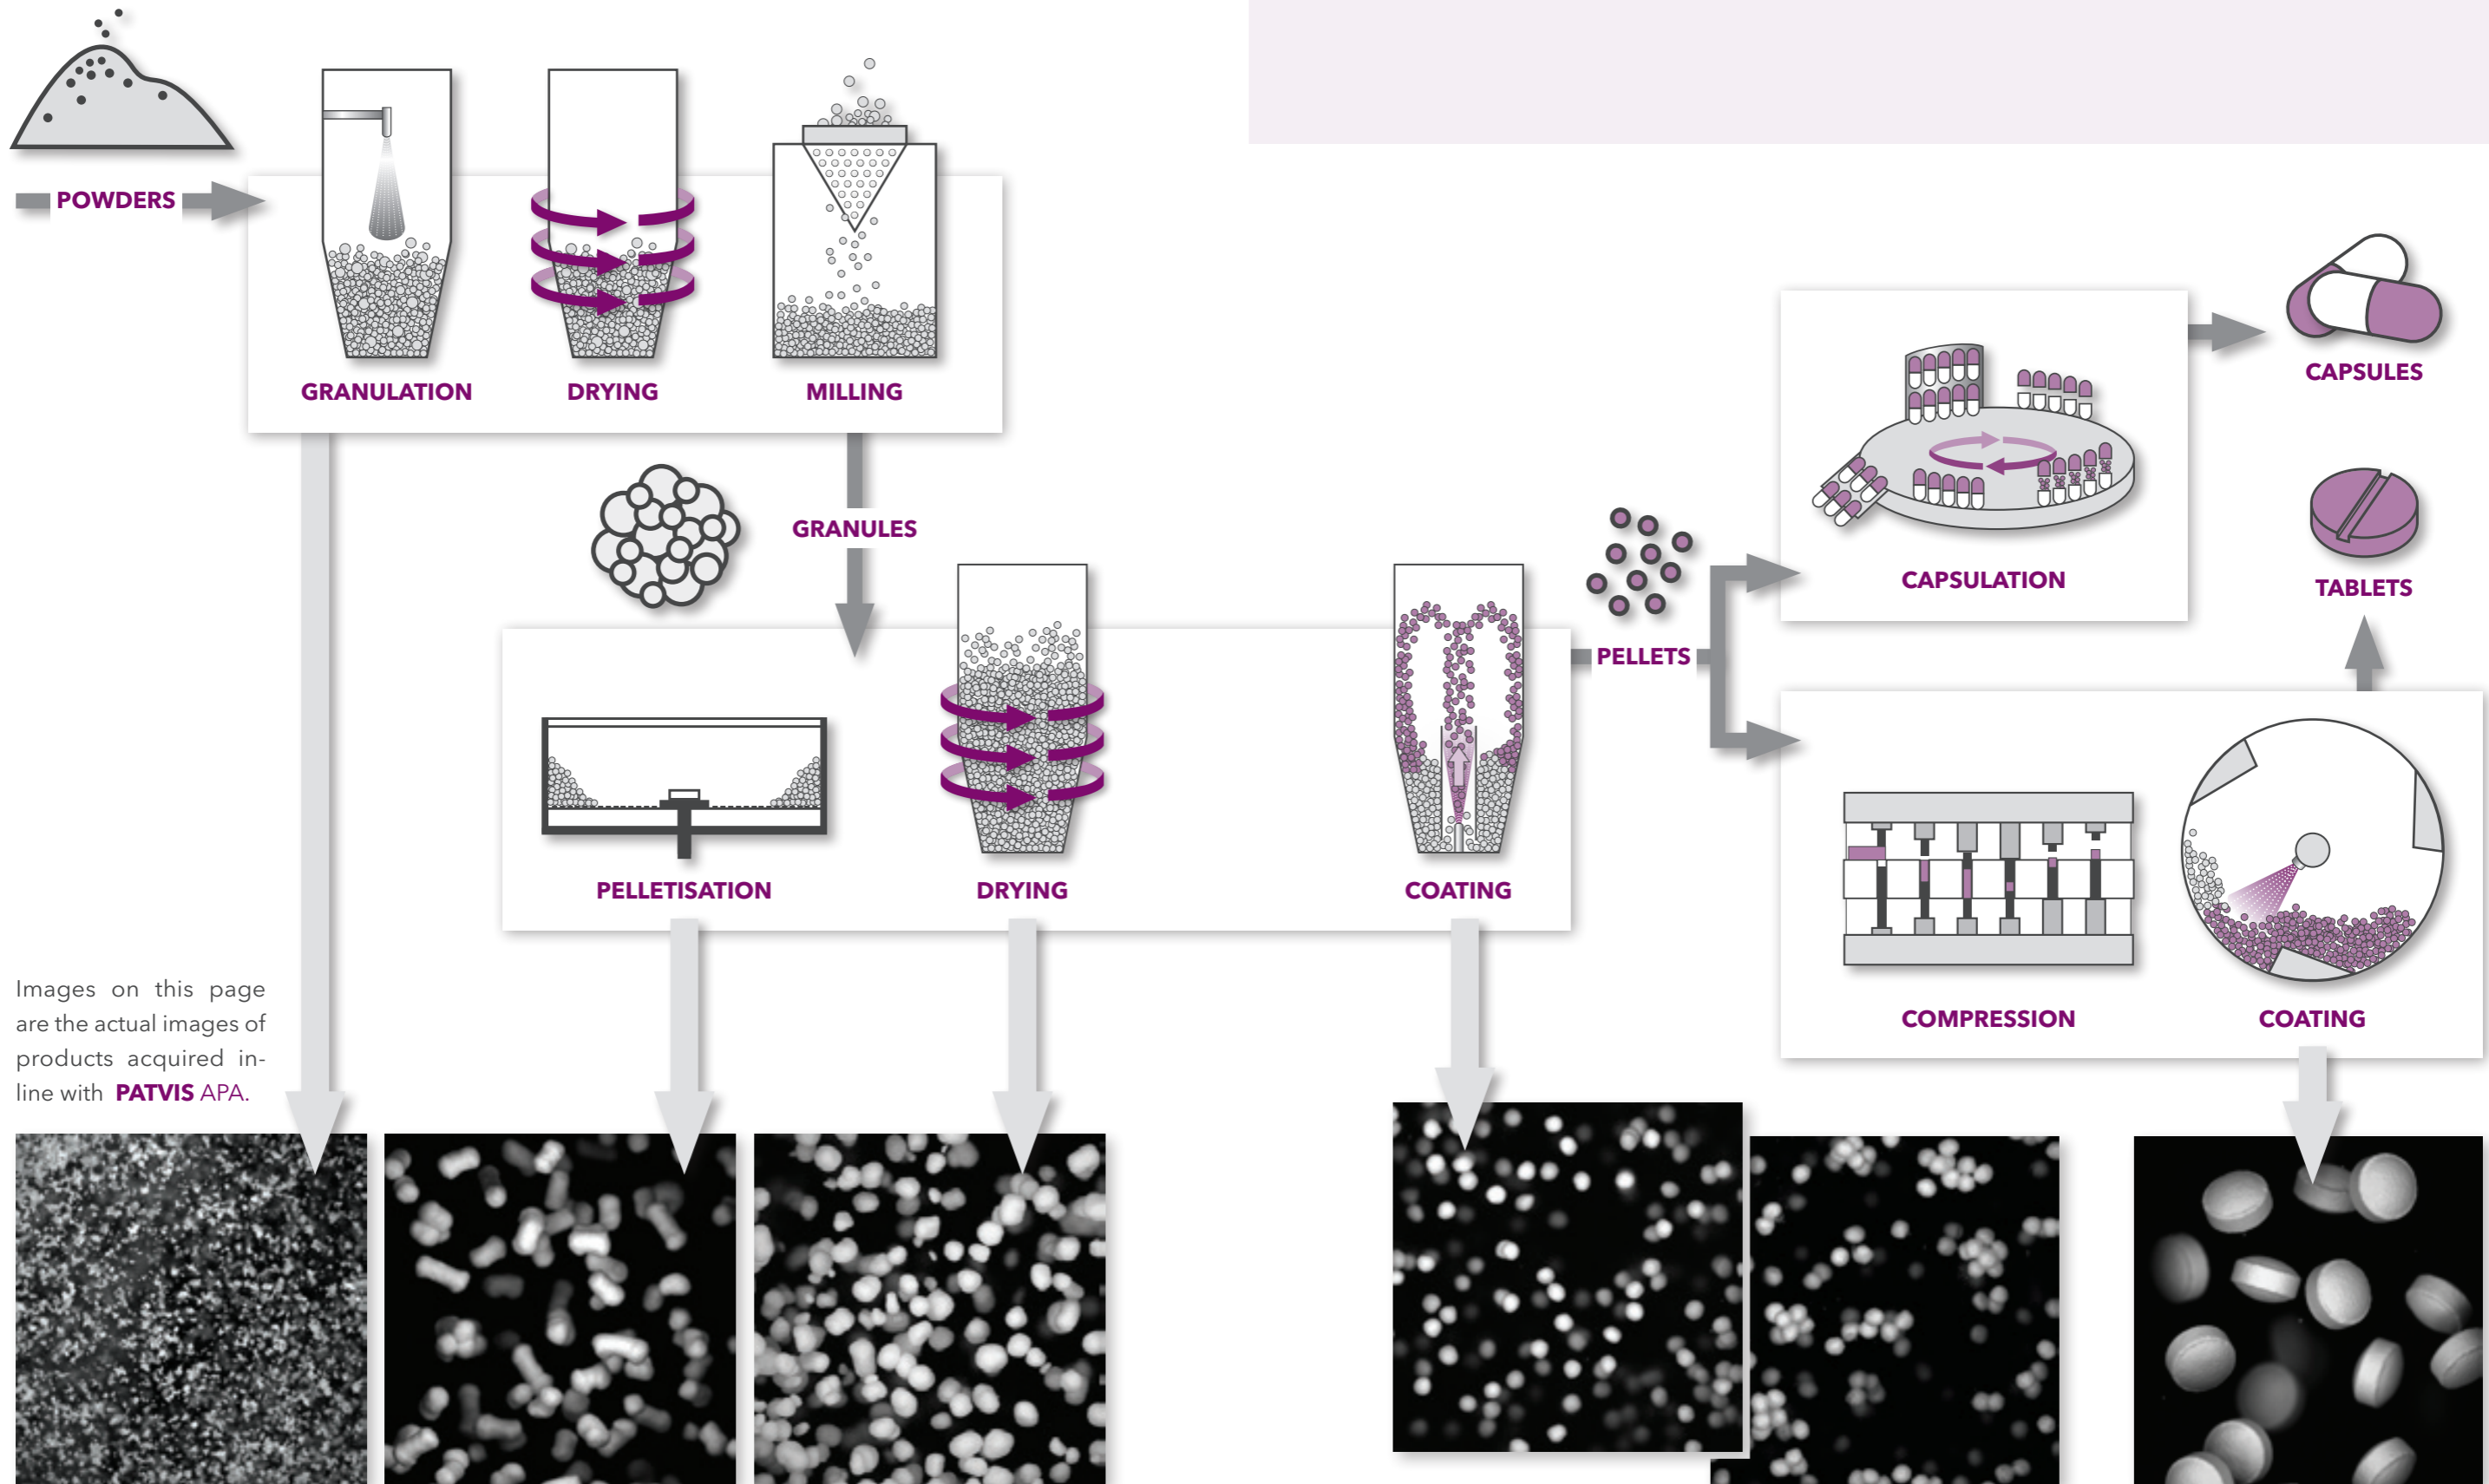 POWDERS
GRANULATION
DRYING
MILLING
GRANULES
PELLETISATION
DRYING
COATING
PELLETS
CAPSULATION
CAPSULES
TABLETS
COMPRESSION
COATING
Images on this page
are the actual images of
products acquired in-
line with PATVIS APA.